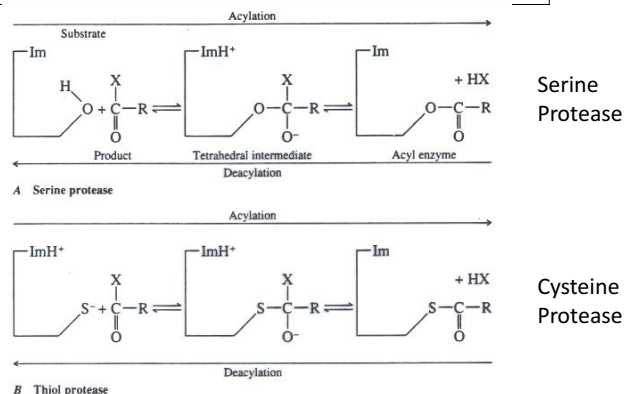 Acylation
Substrate
Im
ImH⁺
Im
H
X
X
+ HX
O + C—R
O—C—R
O—C—R
O
O⁻
O
Product
Tetrahedral intermediate
Acyl enzyme
Deacylation
A Serine protease
Serine
Protease
Acylation
ImH⁺
ImH⁺
Im
X
X
+ HX
S⁻ + C—R
S—C—R
S—C—R
O
O⁻
O
Deacylation
B Thiol protease
Cysteine
Protease